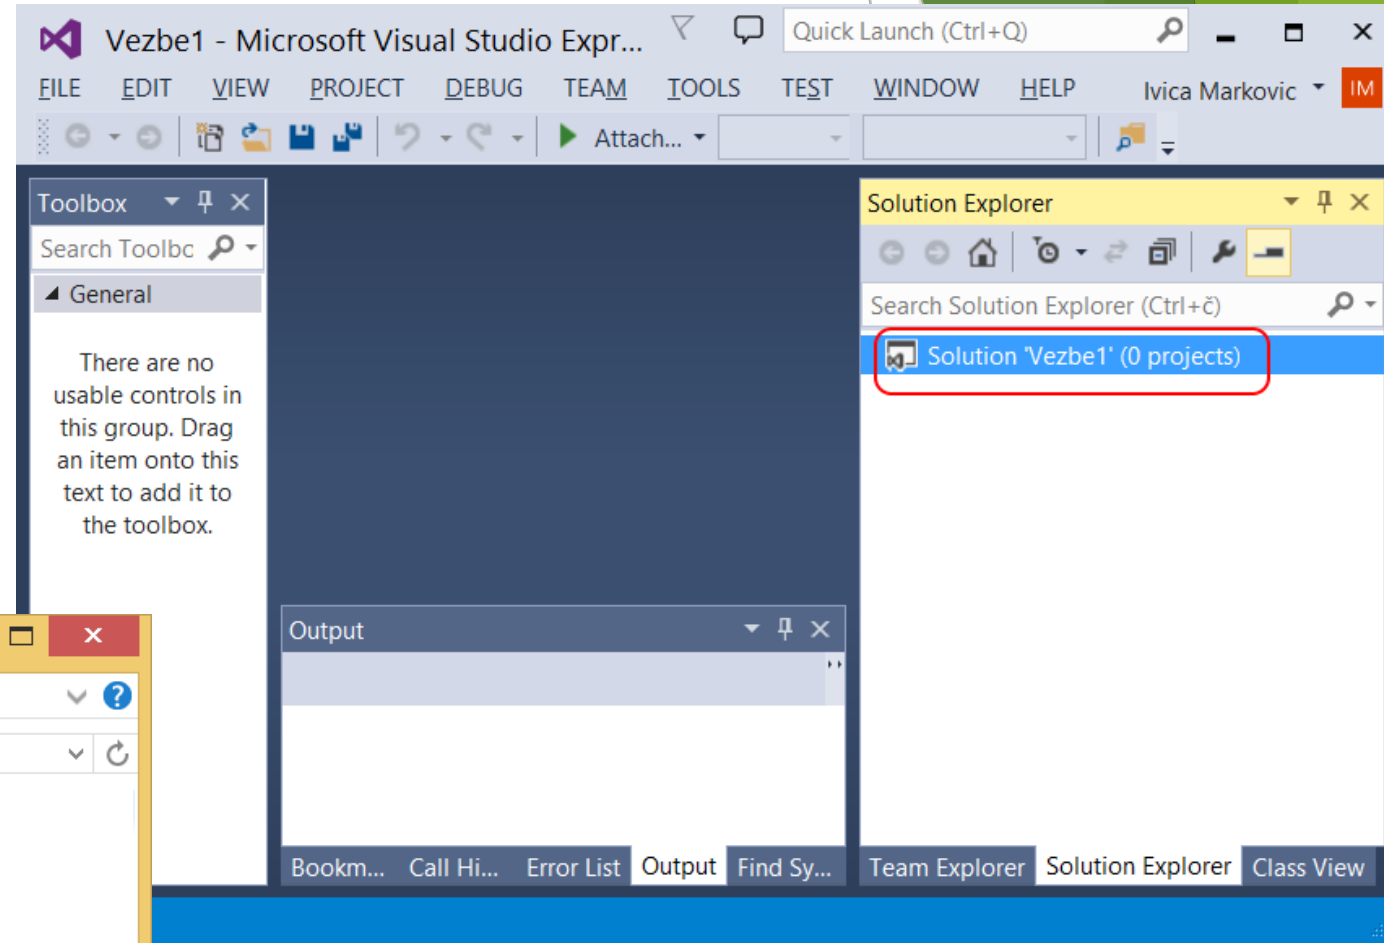 Vezbe1 - Microsoft Visual Studio Expr...
Quick Launch (Ctrl+Q)
FILE EDIT VIEW PROJECT DEBUG TEAM TOOLS TEST WINDOW HELP Ivica Markovic IM
Attach...
Toolbox
Search Toolbc
General
There are no
usable controls in
this group. Drag
an item onto this
text to add it to
the toolbox.
Output
Bookm... Call Hi... Error List Output Find Sy...
Solution Explorer
Search Solution Explorer (Ctrl+č)
Solution 'Vezbe1' (0 projects)
Team Explorer Solution Explorer Class View